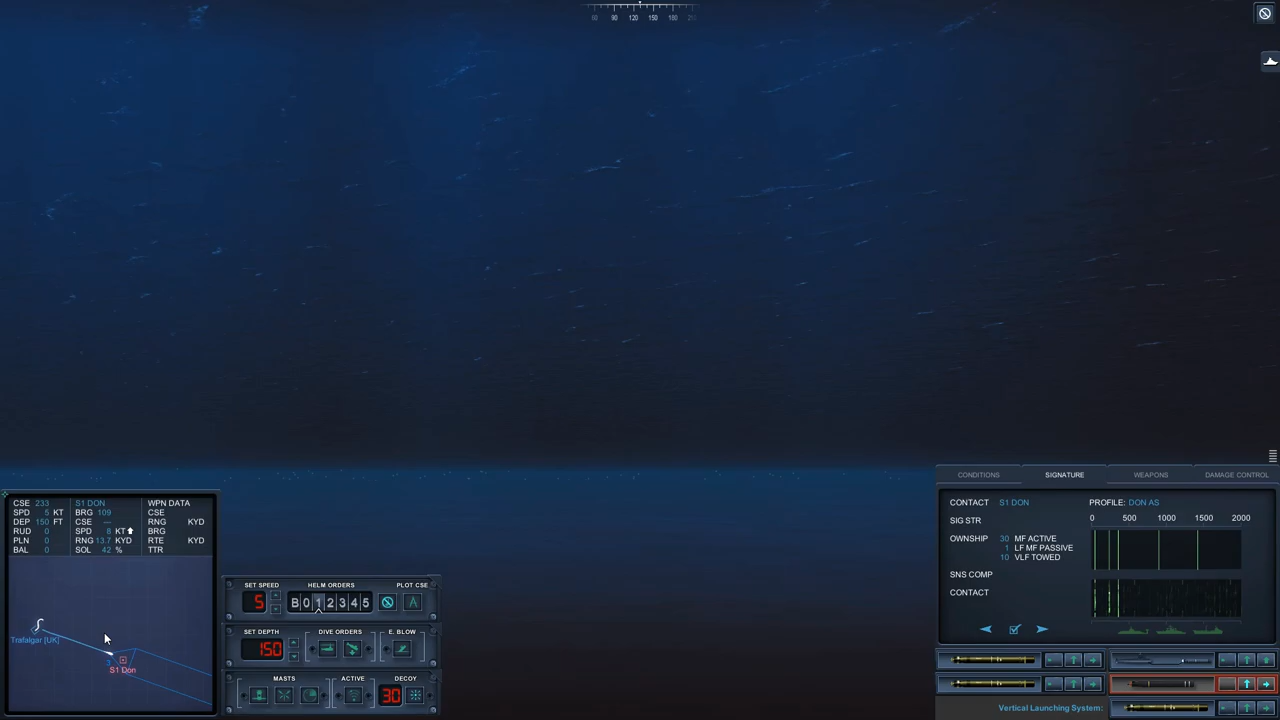 60 90 120 150 180 210
CONDITIONS SIGNATURE WEAPONS DAMAGE CONTROL
CONTACT S1 DON PROFILE: DON AS
SIG STR 0 500 1000 1500 2000
OWNSHIP 30 MF ACTIVE
1 LF MF PASSIVE
10 VLF TOWED
SNS COMP
CONTACT
Vertical Launching System:
CSE 233 S1 DON WPN DATA
SPD 5 KT BRG 109 CSE
DEP 150 FT CSE --- RNG KYD
RUD 0 SPD 8 KT BRG
PLN 0 RNG 13.7 KYD RTE KYD
BAL 0 SOL 42 % TTR
Trafalgar [UK]
3
S1 Don
SET SPEED HELM ORDERS PLOT CSE
5 B 0 1 2 3 4 5
SET DEPTH DIVE ORDERS E. BLOW
150
MASTS ACTIVE DECOY
30